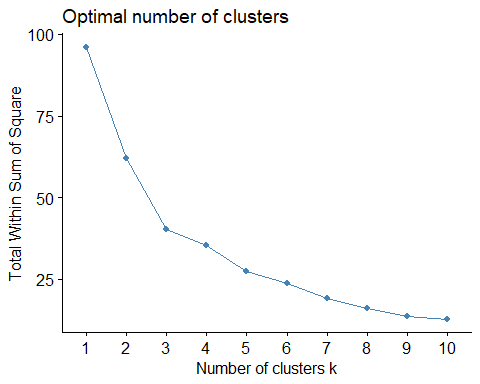 Optimal number of clusters
100
75
50
25
Total Within Sum of Square
1 2 3 4 5 6 7 8 9 10
Number of clusters k